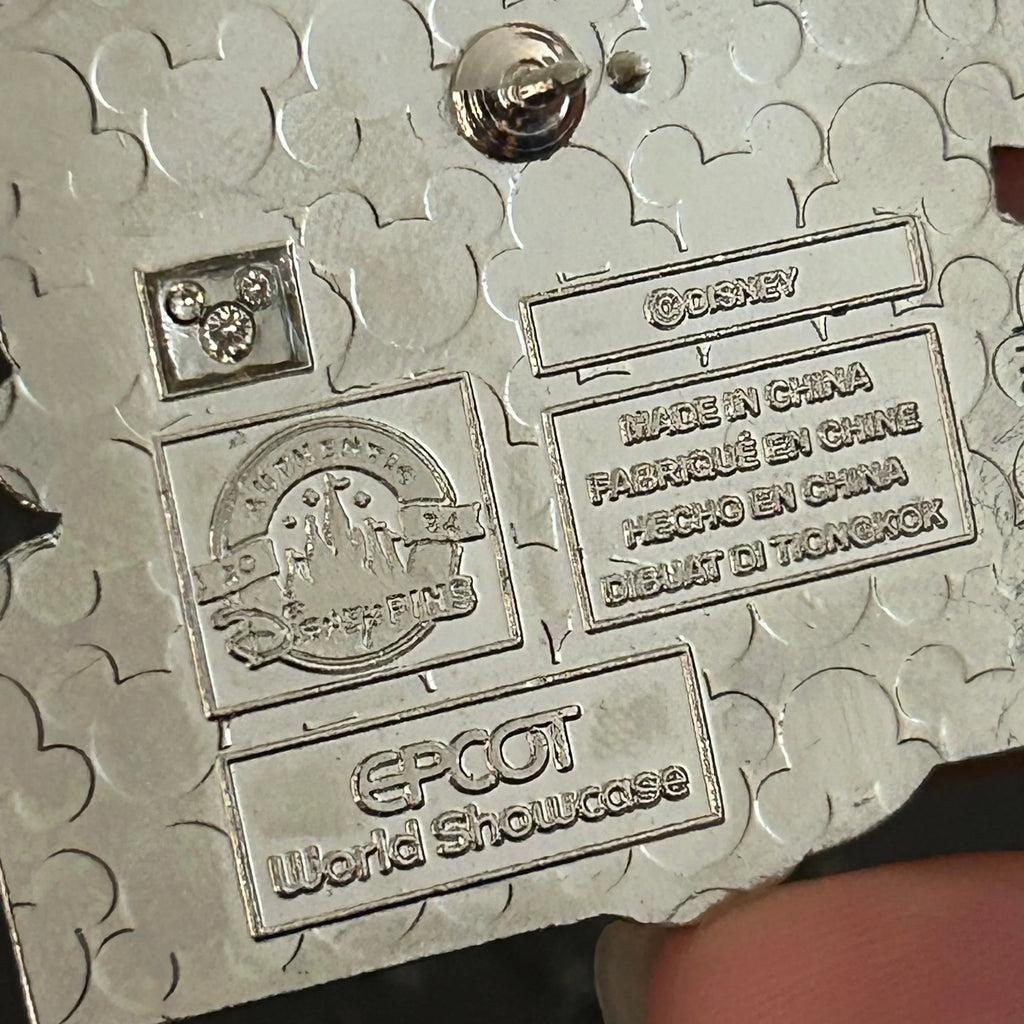 ©DISNEY
MADE IN CHINA
FABRIQUÉ EN CHINE
HECHO EN CHINA
DIBUAT DI TIONGKOK
AUTHENTIC
20 24
DISNEY PINS
EPCOT
World Showcase